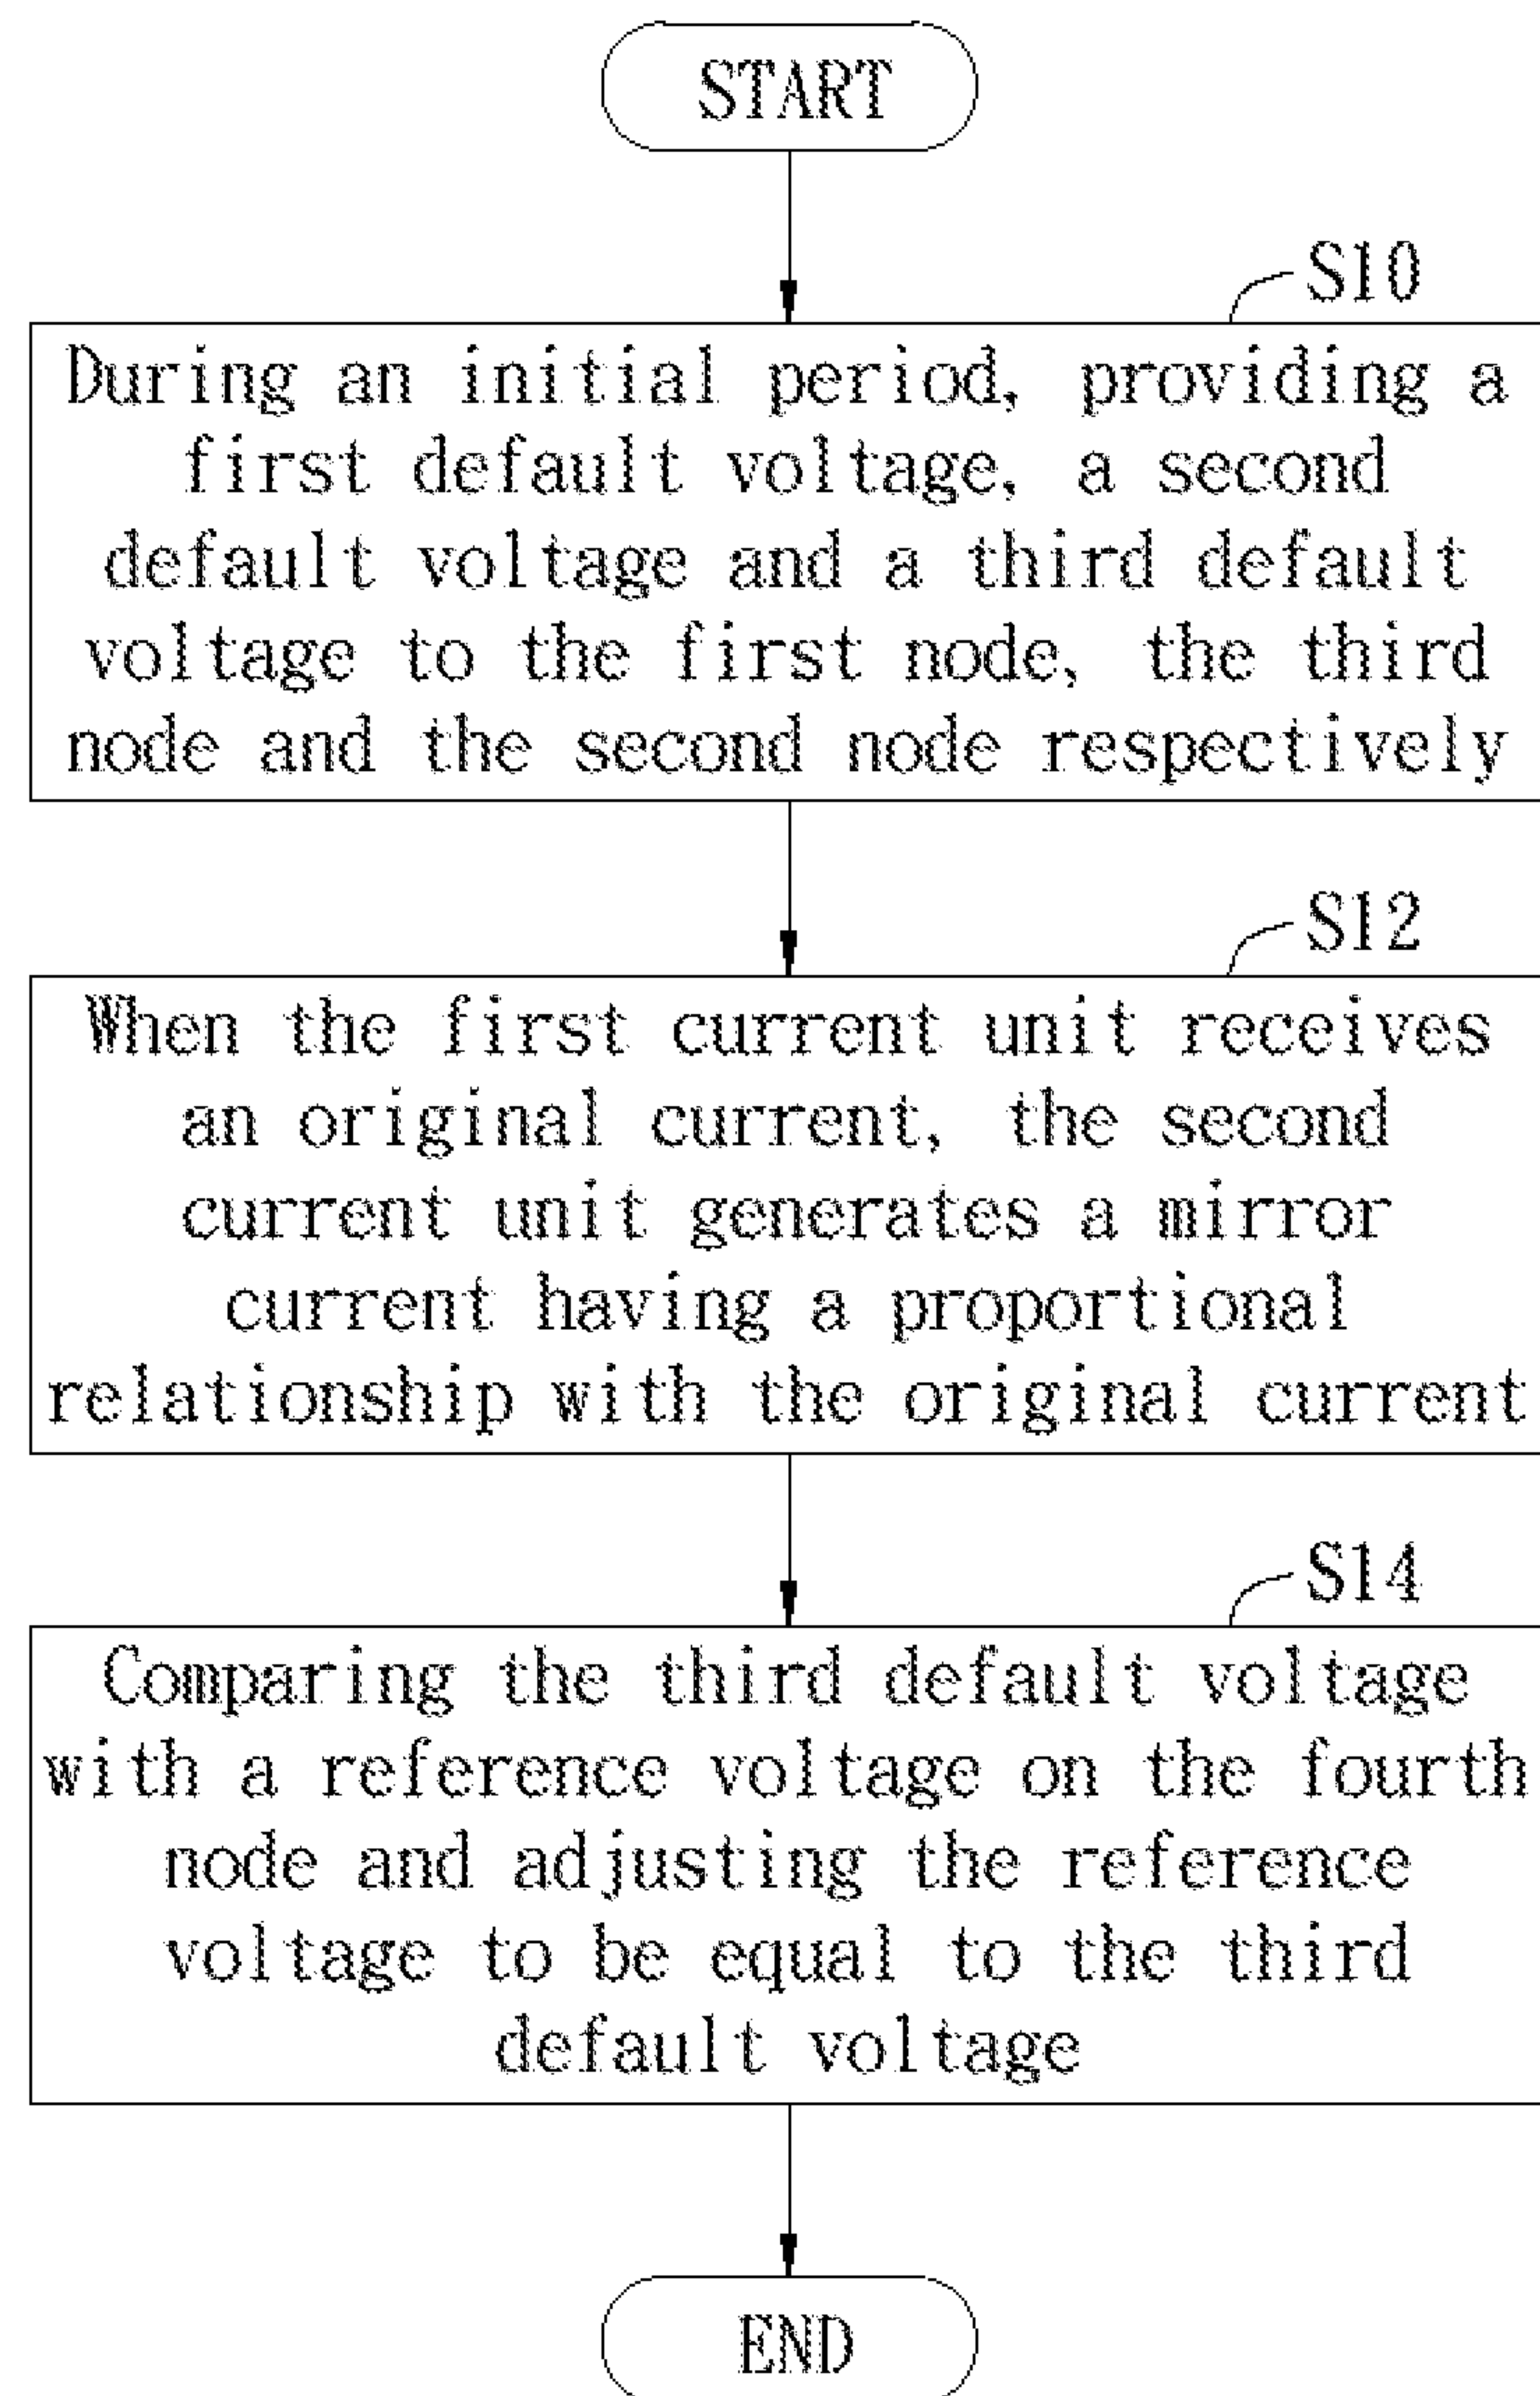 START
S10
During an initial period, providing a
first default voltage, a second
default voltage and a third default
voltage to the first node, the third
node and the second node respectively
S12
When the first current unit receives
an original current, the second
current unit generates a mirror
current having a proportional
relationship with the original current
S14
Comparing the third default voltage
with a reference voltage on the fourth
node and adjusting the reference
voltage to be equal to the third
default voltage
END